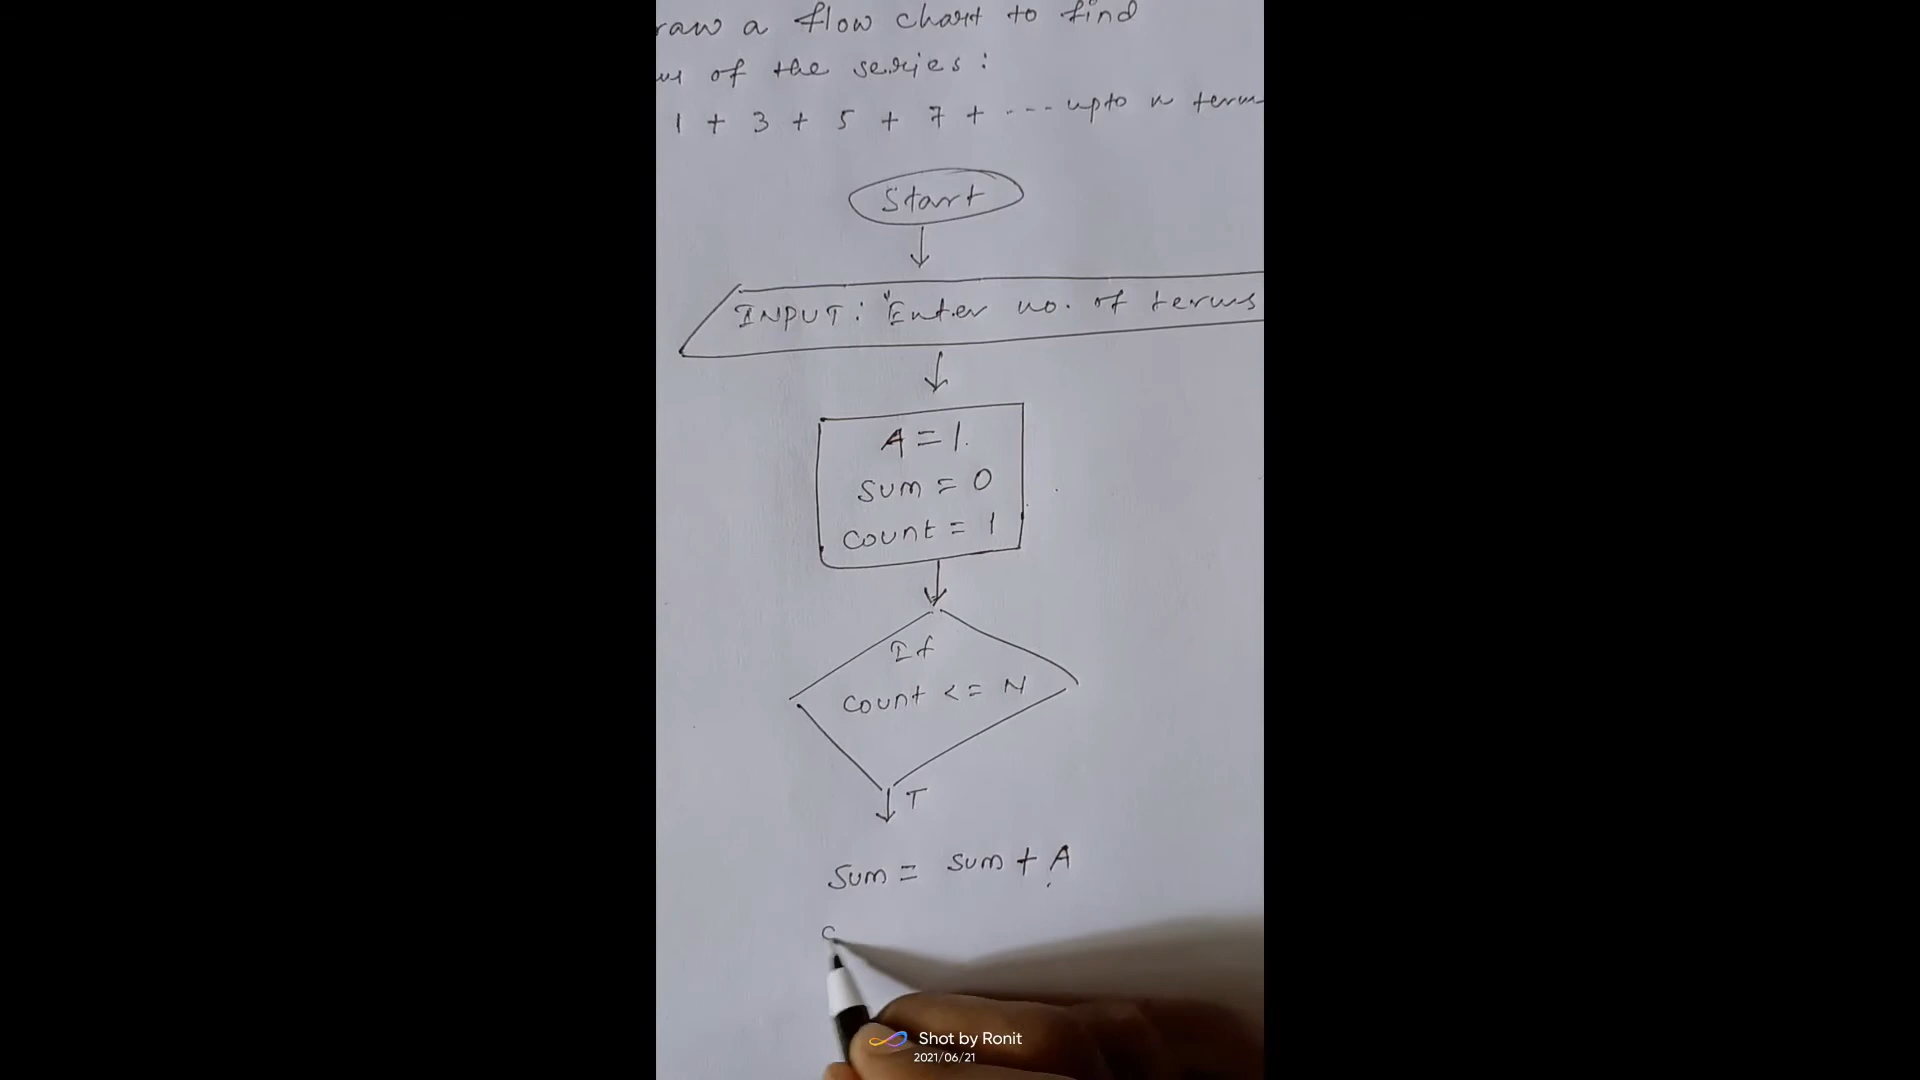 raw a flow chart to find
of the series:
1 + 3 + 5 + 7 + ---- upto n term
Start
INPUT: "Enter no. of terms
A = 1.
Sum = 0
Count = 1
If
Count <= N
T
Sum = Sum + A
C
Shot by Ronit
2021/06/21